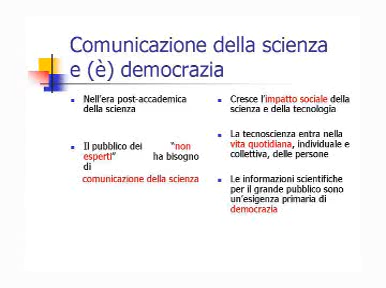 Comunicazione della scienza
e (è) democrazia
Nell'era post-accademica
della scienza
Il pubblico dei "non
esperti" ha bisogno
di
comunicazione della scienza
Cresce l'impatto sociale della
scienza e della tecnologia
La tecnoscienza entra nella
vita quotidiana, individuale e
collettiva, delle persone
Le informazioni scientifiche
per il grande pubblico sono
un'esigenza primaria di
democrazia